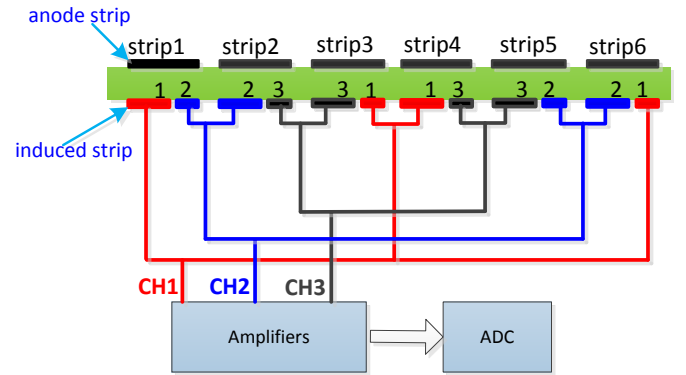 anode strip
strip1 strip2 strip3 strip4 strip5 strip6
1 2 2 3 3 1 1 3 3 2 2 1
induced strip
CH1 CH2 CH3
Amplifiers ADC